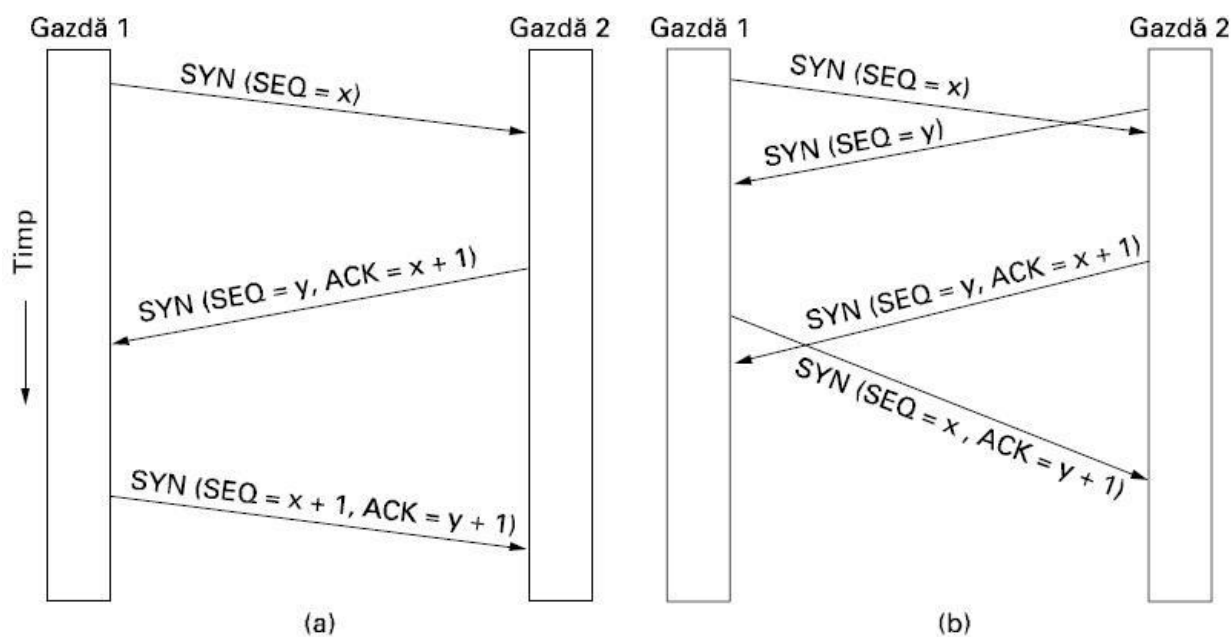 Gazdă 1
Gazdă 2
SYN (SEQ = x)
SYN (SEQ = y, ACK = x + 1)
SYN (SEQ = x + 1, ACK = y + 1)
Timp
(a)
Gazdă 1
Gazdă 2
SYN (SEQ = x)
SYN (SEQ = y)
SYN (SEQ = y, ACK = x + 1)
SYN (SEQ = x , ACK = y + 1)
(b)